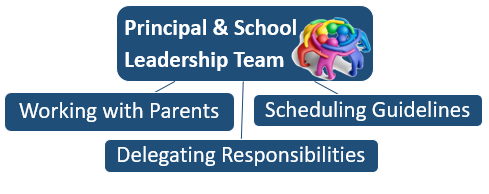 Principal & School
Leadership Team
Working with Parents
Scheduling Guidelines
Delegating Responsibilities